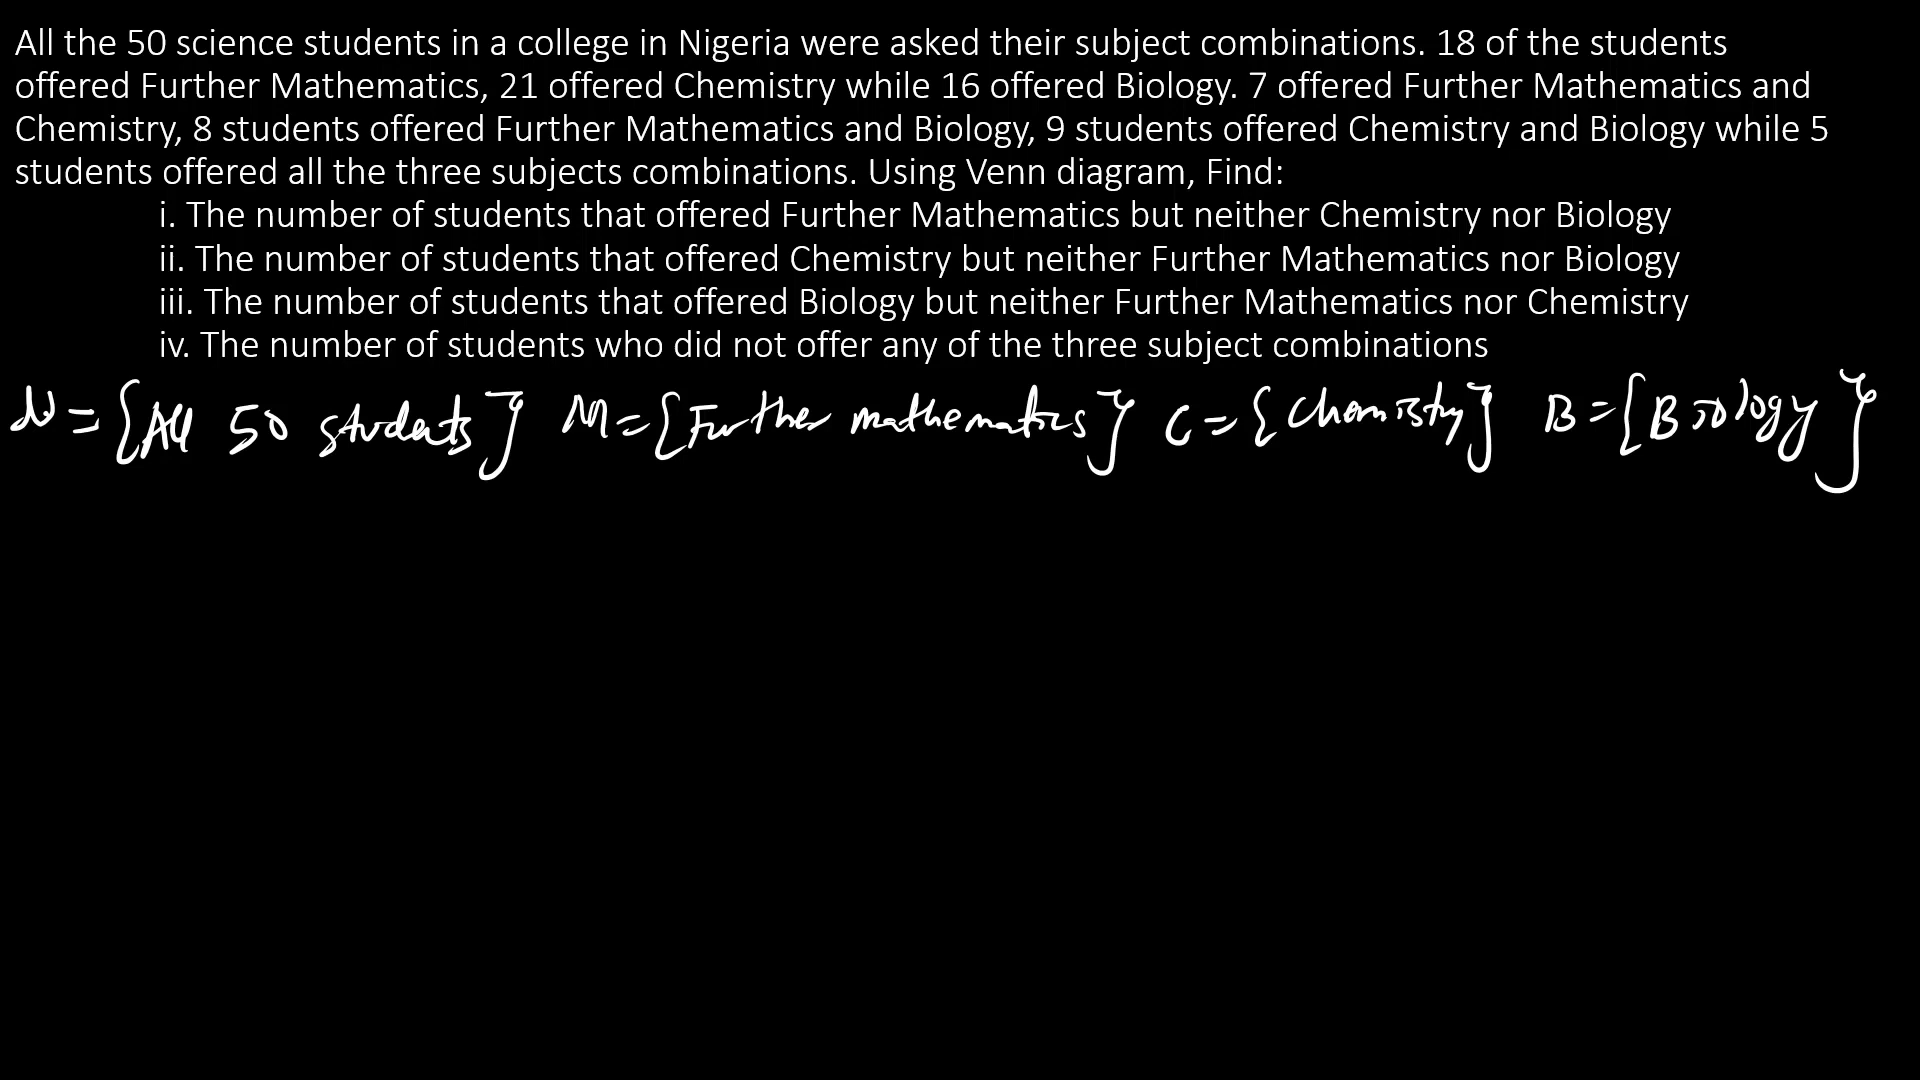 All the 50 science students in a college in Nigeria were asked their subject combinations. 18 of the students
offered Further Mathematics, 21 offered Chemistry while 16 offered Biology. 7 offered Further Mathematics and
Chemistry, 8 students offered Further Mathematics and Biology, 9 students offered Chemistry and Biology while 5
students offered all the three subjects combinations. Using Venn diagram, Find:
i. The number of students that offered Further Mathematics but neither Chemistry nor Biology
ii. The number of students that offered Chemistry but neither Further Mathematics nor Biology
iii. The number of students that offered Biology but neither Further Mathematics nor Chemistry
iv. The number of students who did not offer any of the three subject combinations
= {All 50 students} M = {Further mathematics} C = {Chemistry} B = {Biology}